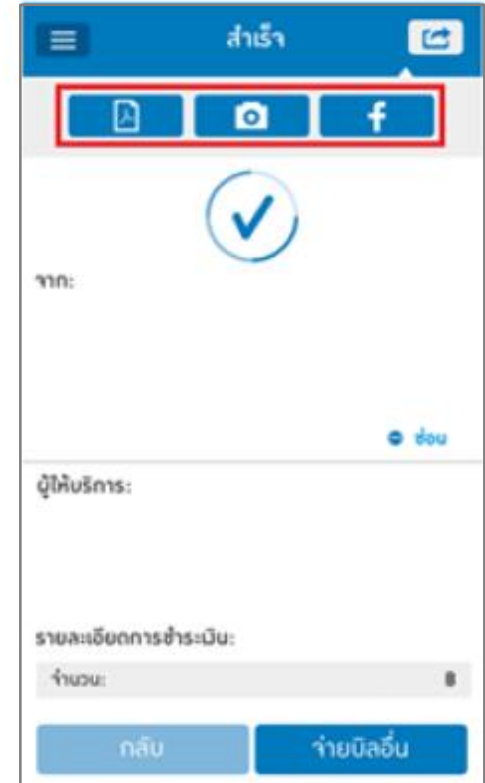 สำเร็จ
จาก:
ซ่อน
ผู้ให้บริการ:
รายละเอียดการชำระเงิน:
จำนวน: ฿
กลับ
จ่ายบิลอื่น